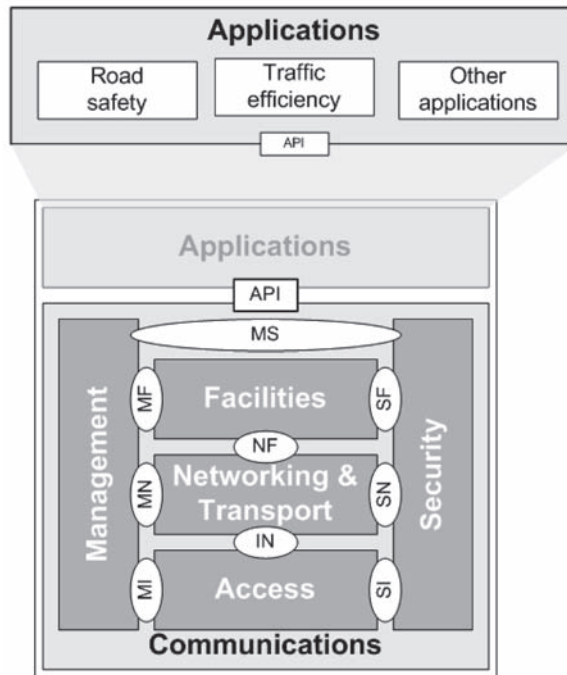 Applications
Road
safety
Traffic
efficiency
Other
applications
API
Applications
API
MS
Management
MF
Facilities
SF
Security
NF
MN
Networking &
Transport
SN
IN
MI
Access
SI
Communications